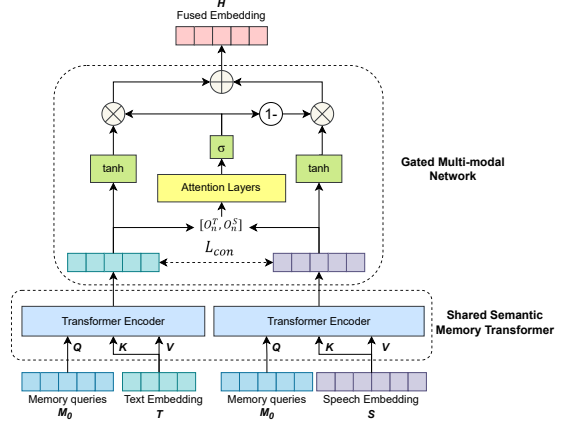 H
Fused Embedding
1-
σ
tanh
tanh
Attention Layers
Gated Multi-modal
Network
[O_n^T, O_n^S]
L_con
Transformer Encoder
Transformer Encoder
Shared Semantic
Memory Transformer
Q K V Q K V
Memory queries Text Embedding Memory queries Speech Embedding
M_0 T M_0 S